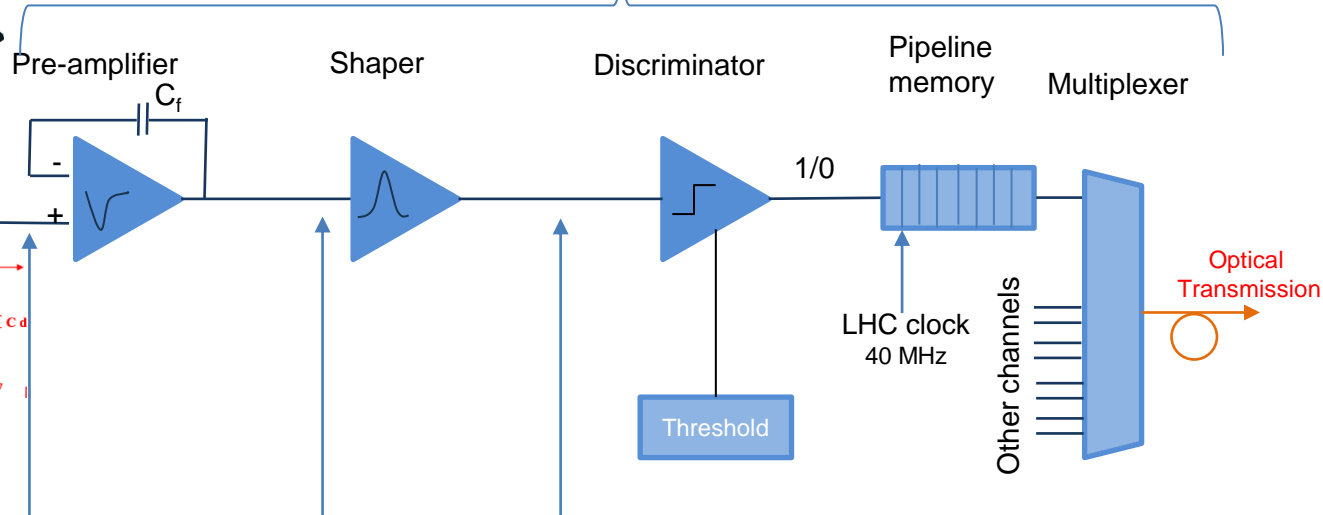 Pre-amplifier
Shaper
Discriminator
Pipeline
memory
Multiplexer
Cf
-
+
1/0
LHC clock
40 MHz
Threshold
Other channels
Optical
Transmission
C d